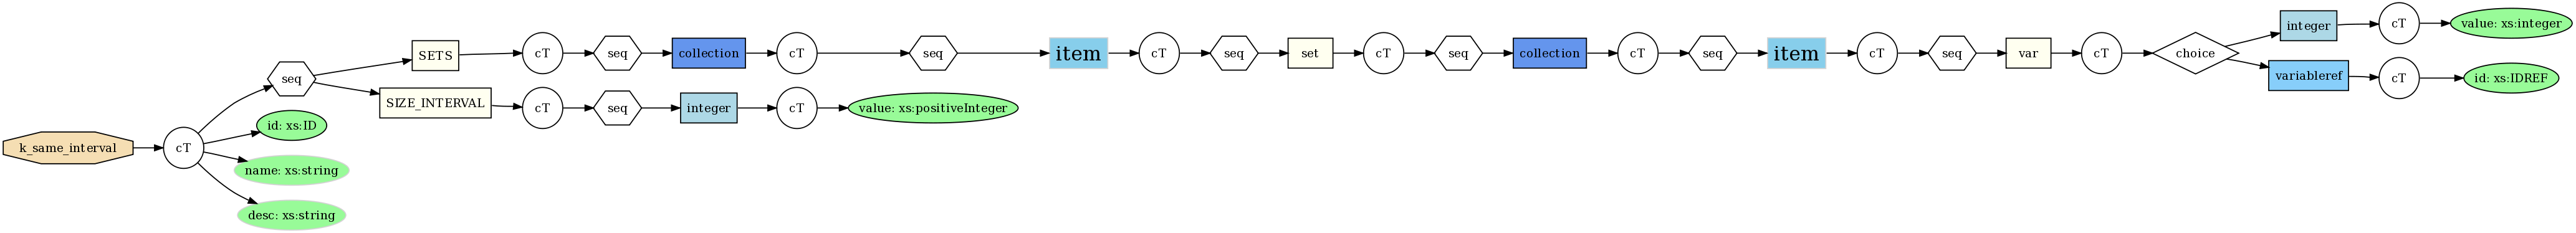 k_same_interval
cT
seq
id: xs:ID
name: xs:string
desc: xs:string
SETS
cT
seq
collection
cT
seq
item
cT
seq
set
cT
seq
collection
cT
seq
item
cT
seq
var
cT
choice
integer
cT
value: xs:integer
variableref
cT
id: xs:IDREF
SIZE_INTERVAL
cT
seq
integer
cT
value: xs:positiveInteger